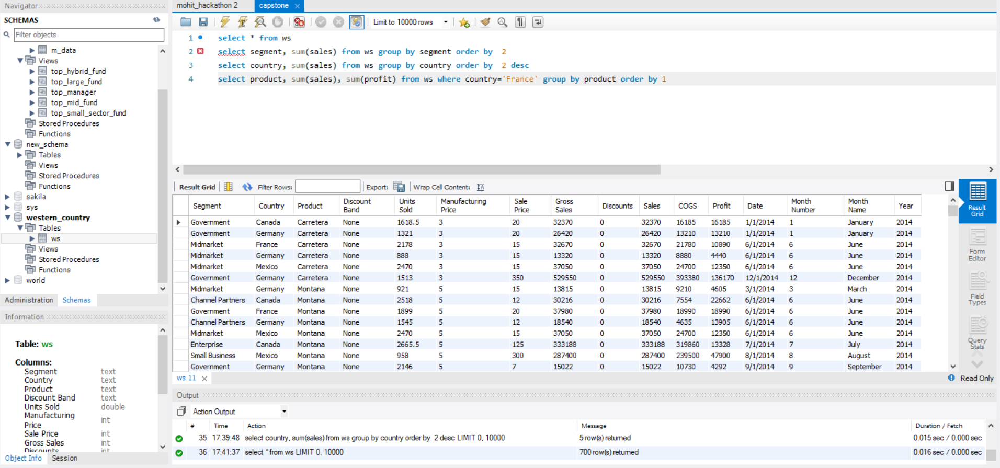 Navigator
SCHEMAS
Filter objects
m_data
Views
top_hybrid_fund
top_large_fund
top_manager
top_mid_fund
top_small_sector_fund
Stored Procedures
Functions
new_schema
Tables
Views
Stored Procedures
Functions
sakila
sys
western_country
Tables
ws
Views
Stored Procedures
Functions
world
Administration Schemas
Information
Table: ws
Columns:
Segment text
Country text
Product text
Discount Band text
Units Sold double
Manufacturing Price int
Sale Price int
Gross Sales int
Discounts int
Object Info Session
mohit_hackathon 2 capstone
Limit to 10000 rows
1 select * from ws
2 select segment, sum(sales) from ws group by segment order by 2
3 select country, sum(sales) from ws group by country order by 2 desc
4 select product, sum(sales), sum(profit) from ws where country='France' group by product order by 1
Result Grid Filter Rows: Export: Wrap Cell Content:
Segment Country Product Discount Band Units Sold Manufacturing Price Sale Price Gross Sales Discounts Sales COGS Profit Date Month Number Month Name Year
Government Canada Carretera None 1618.5 3 20 32370 0 32370 16185 16185 1/1/2014 1 January 2014
Government Germany Carretera None 1321 3 20 26420 0 26420 13210 13210 1/1/2014 1 January 2014
Midmarket France Carretera None 2178 3 15 32670 0 32670 21780 10890 6/1/2014 6 June 2014
Midmarket Germany Carretera None 888 3 15 13320 0 13320 8880 4440 6/1/2014 6 June 2014
Midmarket Mexico Carretera None 2470 3 15 37050 0 37050 24700 12350 6/1/2014 6 June 2014
Government Germany Carretera None 1513 3 350 529550 0 529550 393380 136170 12/1/2014 12 December 2014
Midmarket Germany Montana None 921 5 15 13815 0 13815 9210 4605 3/1/2014 3 March 2014
Channel Partners Canada Montana None 2518 5 12 30216 0 30216 7554 22662 6/1/2014 6 June 2014
Government France Montana None 1899 5 20 37980 0 37980 18990 18990 6/1/2014 6 June 2014
Channel Partners Germany Montana None 1545 5 12 18540 0 18540 4635 13905 6/1/2014 6 June 2014
Midmarket Mexico Montana None 2470 5 15 37050 0 37050 24700 12350 6/1/2014 6 June 2014
Enterprise Canada Montana None 2665.5 5 125 333188 0 333188 319860 13328 7/1/2014 7 July 2014
Small Business Mexico Montana None 958 5 300 287400 0 287400 239500 47900 8/1/2014 8 August 2014
Government Germany Montana None 2146 5 7 15022 0 15022 10730 4292 9/1/2014 9 September 2014
Result Grid
Form Editor
Field Types
Query Stats
ws 11 Read Only
Output
Action Output
# Time Action Message Duration / Fetch
35 17:39:48 select country, sum(sales) from ws group by country order by 2 desc LIMIT 0, 10000 5 row(s) returned 0.015 sec / 0.000 sec
36 17:41:37 select * from ws LIMIT 0, 10000 700 row(s) returned 0.016 sec / 0.000 sec